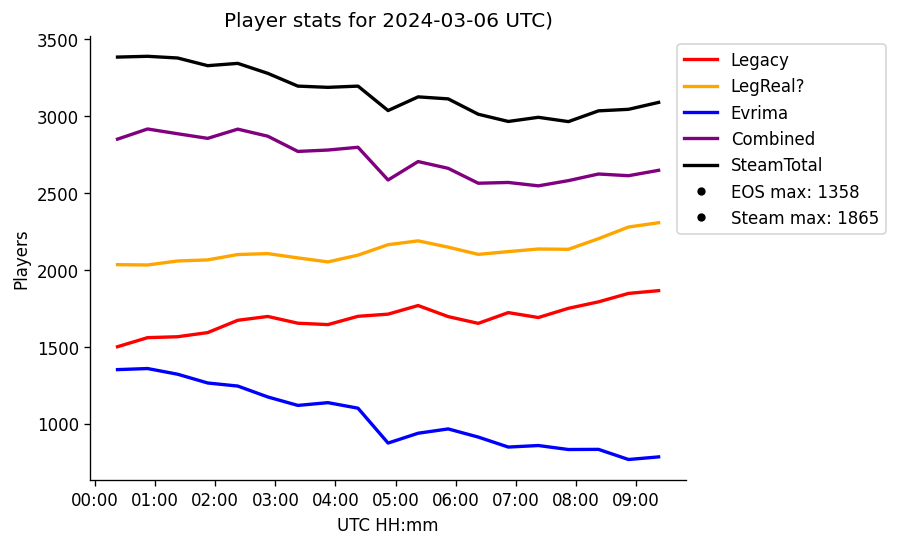 Player stats for 2024-03-06 UTC)
3500
3000
2500
2000
1500
1000
Players
00:00 01:00 02:00 03:00 04:00 05:00 06:00 07:00 08:00 09:00
UTC HH:mm
Legacy
LegReal?
Evrima
Combined
SteamTotal
EOS max: 1358
Steam max: 1865